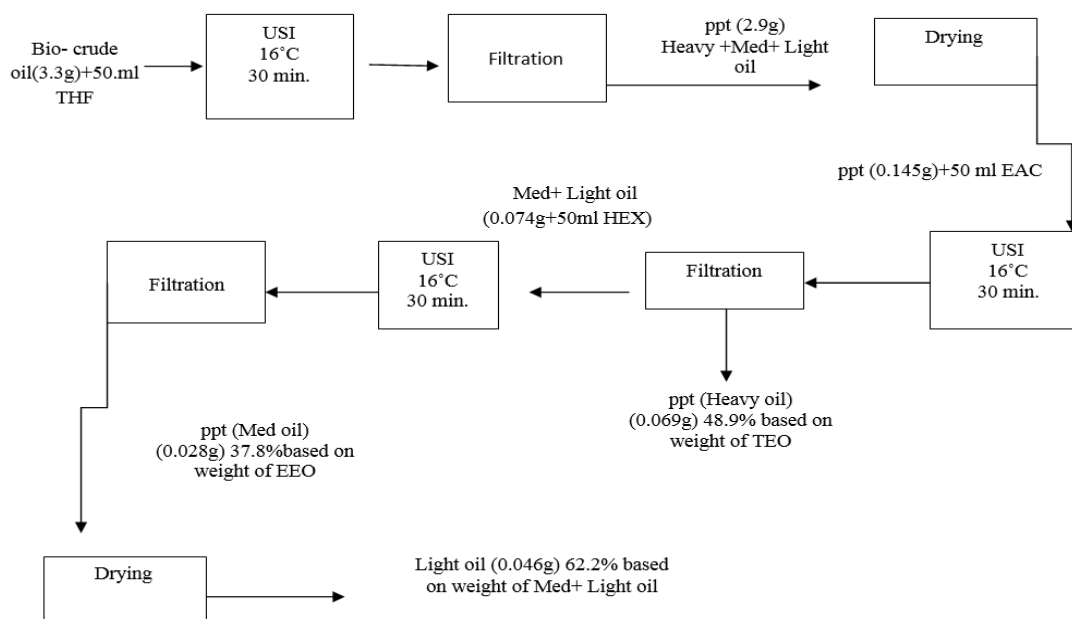 Bio- crude
oil(3.3g)+50.ml
THF
USI
16˚C
30 min.
Filtration
ppt (2.9g)
Heavy +Med+ Light
oil
Drying
ppt (0.145g)+50 ml EAC
Med+ Light oil
(0.074g+50ml HEX)
USI
16˚C
30 min.
Filtration
USI
16˚C
30 min.
Filtration
ppt (Heavy oil)
(0.069g) 48.9% based on
weight of TEO
ppt (Med oil)
(0.028g) 37.8%based on
weight of EEO
Drying
Light oil (0.046g) 62.2% based
on weight of Med+ Light oil